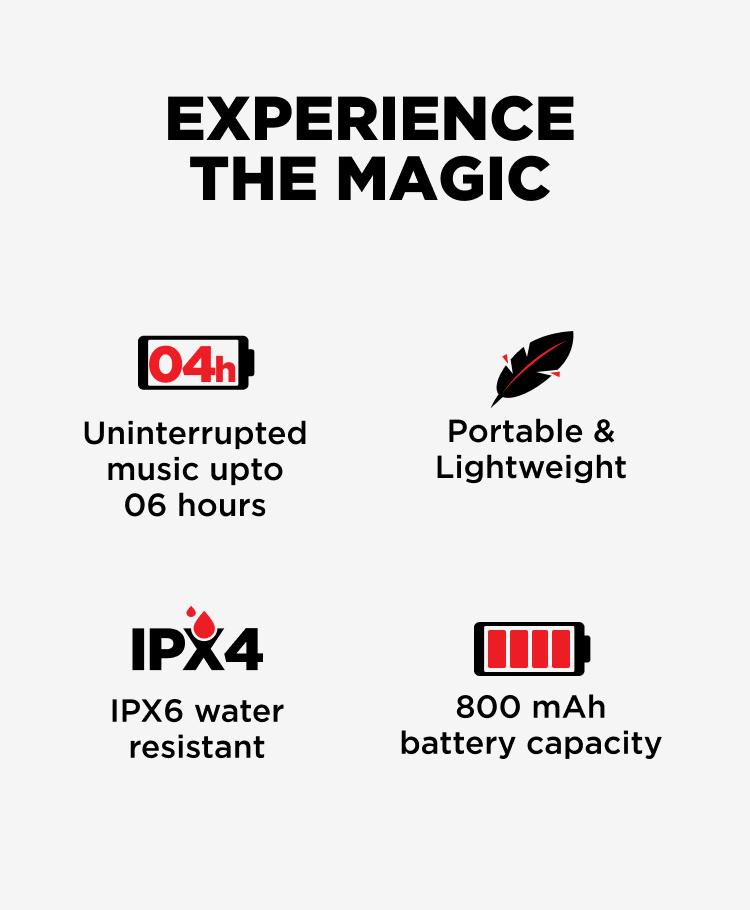 EXPERIENCE
THE MAGIC
04h
Uninterrupted
music upto
06 hours
Portable &
Lightweight
IPX4
IPX6 water
resistant
800 mAh
battery capacity